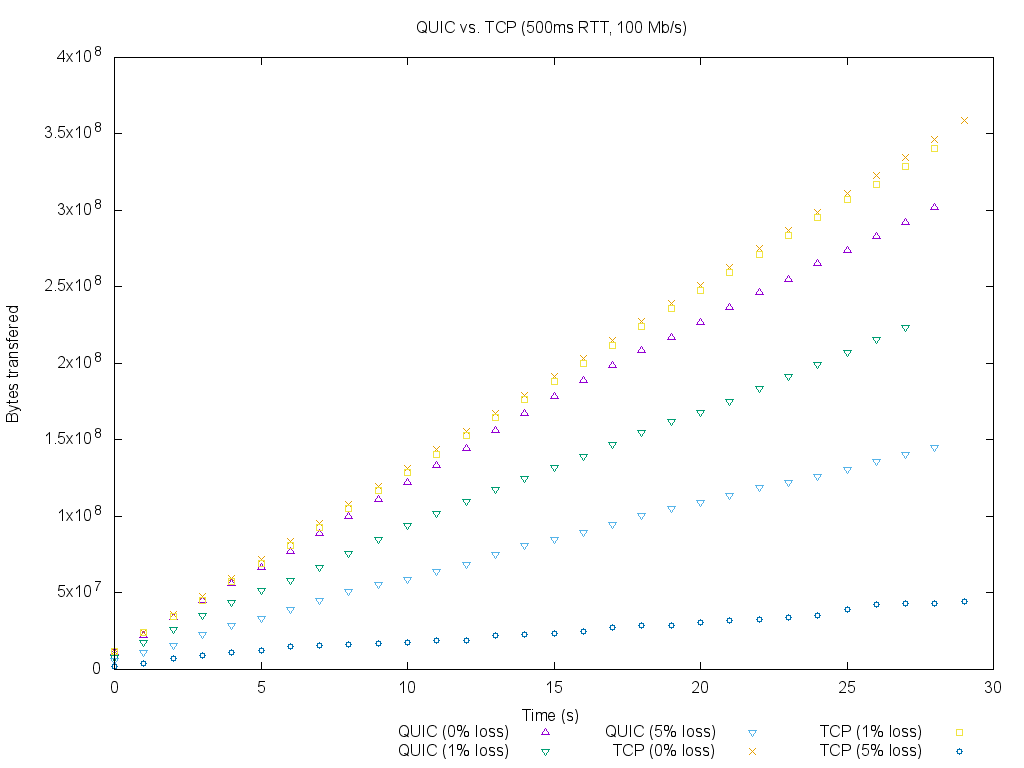 QUIC vs. TCP (500ms RTT, 100 Mb/s)
4x10^8
3.5x10^8
3x10^8
2.5x10^8
2x10^8
1.5x10^8
1x10^8
5x10^7
0
Bytes transfered
0 5 10 15 20 25 30
Time (s)
QUIC (0% loss) QUIC (5% loss) TCP (1% loss)
QUIC (1% loss) TCP (0% loss) TCP (5% loss)